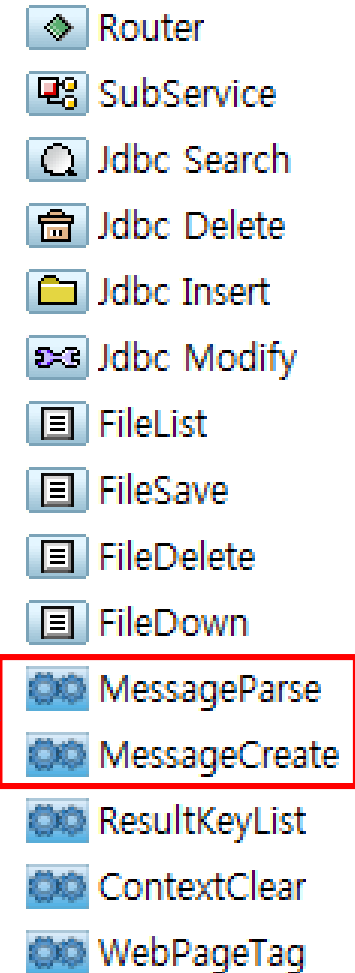 Router
SubService
Jdbc Search
Jdbc Delete
Jdbc Insert
Jdbc Modify
FileList
FileSave
FileDelete
FileDown
MessageParse
MessageCreate
ResultKeyList
ContextClear
WebPageTag